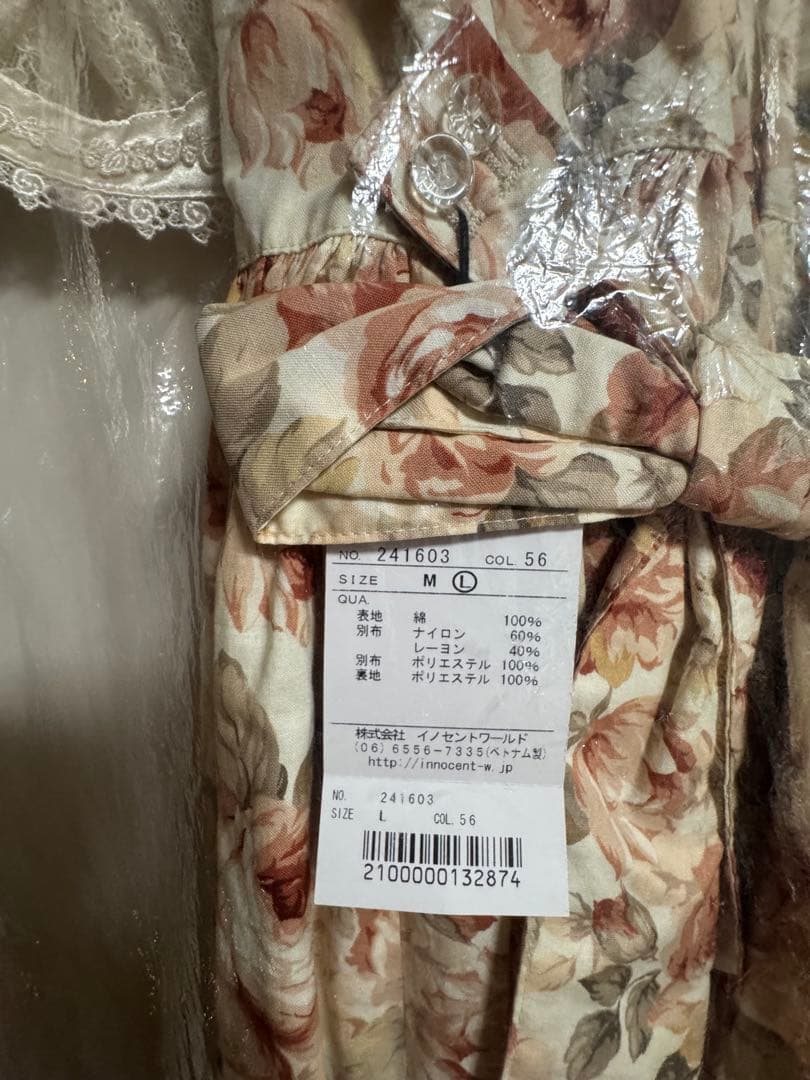 NO. 241603 COL. 56
SIZE M L
QUA.
表地 綿 100%
別布 ナイロン 60%
レーヨン 40%
別布 ポリエステル 100%
裏地 ポリエステル 100%
株式会社 イノセントワールド
(06) 6556-7335(ベトナム製)
http://innocent-w.jp
NO. 241603
SIZE L COL. 56
2100000132874